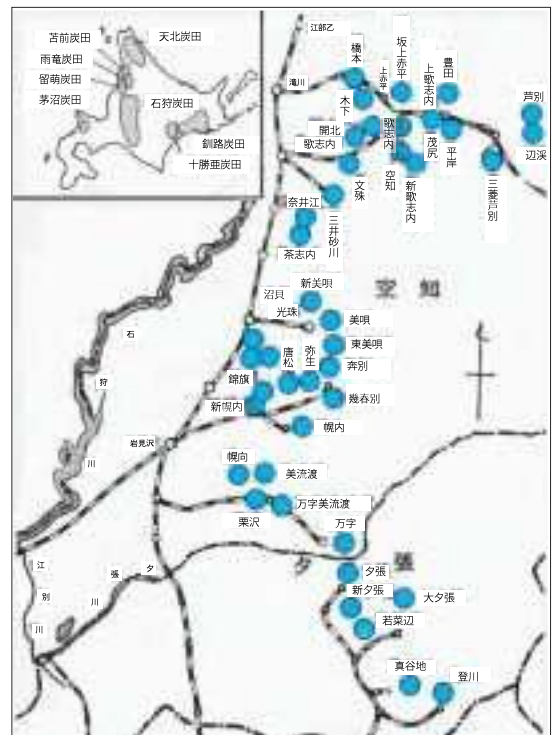 苫前炭田
天北炭田
雨竜炭田
留萌炭田
茅沼炭田
石狩炭田
釧路炭田
十勝亜炭田
江部乙
滝川
橋本
上赤平
坂上赤平
上歌志内
豊田
芦別
木下
開北
歌志内
歌志内
茂尻
平岸
辺渓
文殊
空知
新歌志内
三菱芦別
奈井江
三井砂川
茶志内
空知
新美唄
沼貝
光珠
美唄
東美唄
唐松
弥生
奔別
錦旗
新幌内
幾春別
幌内
岩見沢
石
狩
川
幌向
美流渡
栗沢
万字美流渡
万字
夕張
夕張
新夕張
大夕張
若菜辺
真谷地
登川
夕
張
川
江
別
川